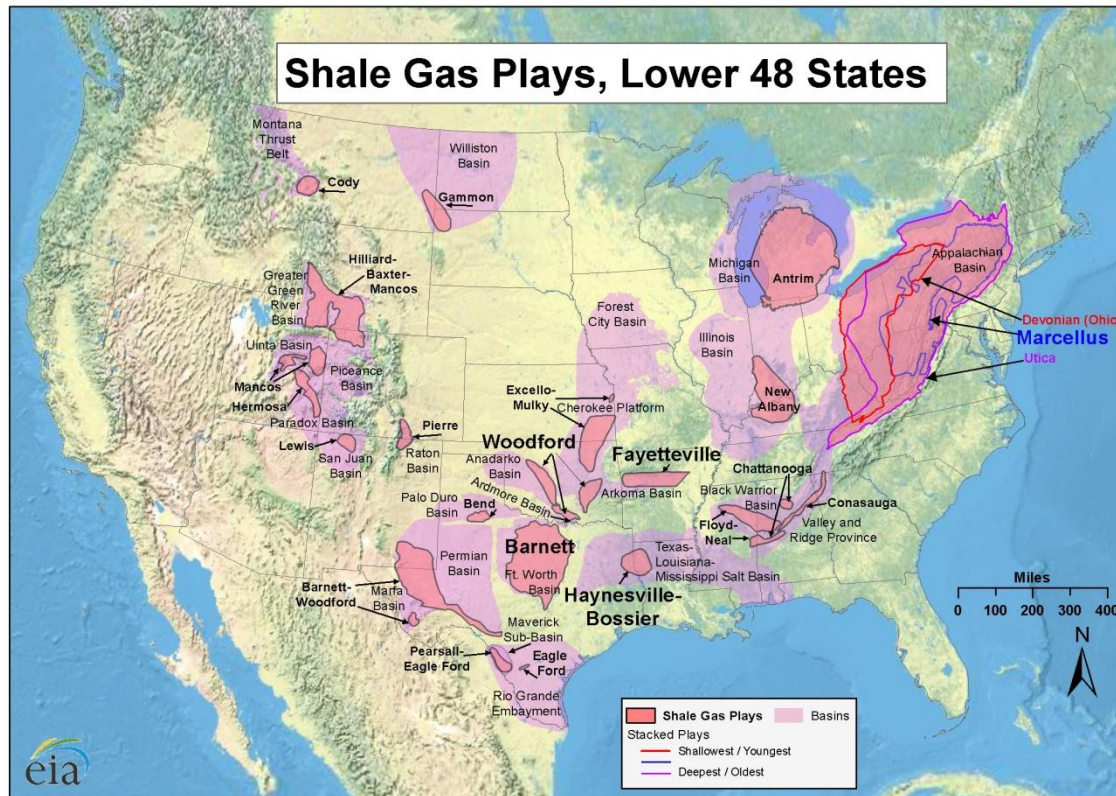 Shale Gas Plays, Lower 48 States
Montana
Thrust
Belt
Cody
Williston
Basin
Gammon
Hilliard-
Baxter-
Mancos
Greater
Green
River
Basin
Uinta Basin
Mancos
Piceance
Basin
Hermosa
Paradox Basin
Lewis
San Juan
Basin
Pierre
Raton
Basin
Forest
City Basin
Excello-
Mulky
Cherokee Platform
Michigan
Basin
Antrim
Illinois
Basin
New
Albany
Appalachian
Basin
Devonian (Ohio
Marcellus
Utica
Woodford
Anadarko
Basin
Ardmore Basin
Fayetteville
Arkoma Basin
Palo Duro
Basin
Bend
Chattanooga
Black Warrior
Basin
Conasauga
Floyd-
Neal
Valley and
Ridge Province
Barnett
Ft. Worth
Basin
Permian
Basin
Barnett-
Woodford
Marfa
Basin
Texas-
Louisiana-
Mississippi Salt Basin
Haynesville-
Bossier
Maverick
Sub-Basin
Pearsall-
Eagle Ford
Eagle
Ford
Rio Grande
Embayment
Miles
0 100 200 300 400
N
Shale Gas Plays
Basins
Stacked Plays
Shallowest / Youngest
Deepest / Oldest
eia